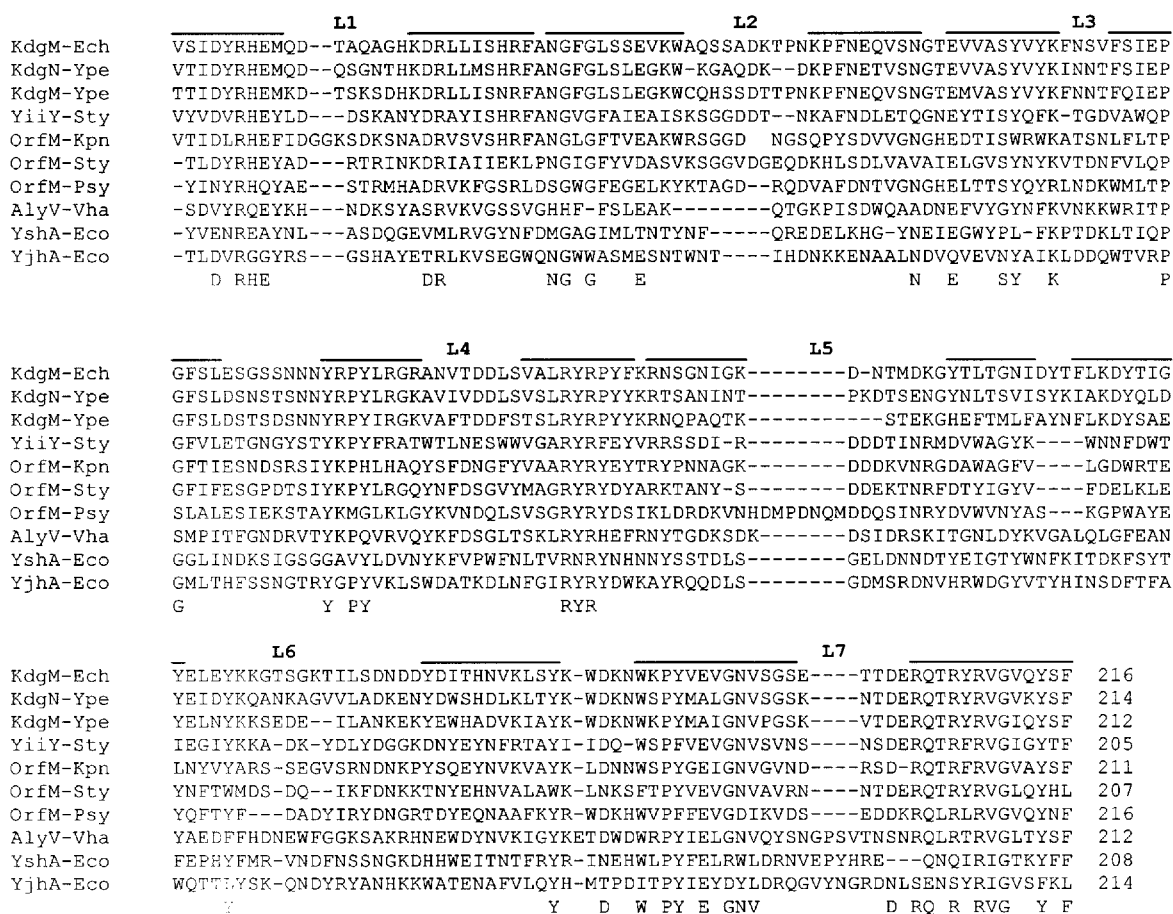 L1 L2 L3
KdgM-Ech VSIDYRHEMQD--TAQAGHKDRLLISHRFANGFGLSSEVKWAQSSADKTPNKPFNEQVSNGTEVVASYVYKFNSVFSIEP
KdgN-Ype VTIDYRHEMQD--QSGNTHKDRLLMSHRFANGFGLSLEGKW-KGAQDK--DKPFNETVSNGTEVVASYVYKINNTFSIEP
KdgM-Ype TTIDYRHEMKD--TSKSDHKDRLLISNRFANGFGLSLEGKWCQHSSDTTPNKPFNEQVSNGTEMVASYVYKFNNTFQIEP
YiiY-Sty VYVDVRHEYLD--DSKANYDRAYISHRFANGVGFAIEAISKSGGDDT--NKAFNDLETQGNEYTISYQFK-TGDVAWQP
OrfM-Kpn VTIDLRHEFIDGGKSDKSNADRVSVSHRFANGLGFTVEAKWRSGGD NGSQPYSDVVGNGHEDTISWRWKATSNLFLTP
OrfM-Sty -TLDYRHEYAD--RTRINKDRIAIIEKLPNGIGFYVDASVKSGGVDGEQDKHLSDLVAVAIELGVSYNYKVTDNFVLQP
OrfM-Psy -YINYRHQYAE---STRMHADRVKFGSRLDSGWGFEGELKYKTAGD--RQDVAFDNTVGNGHELTTSYQYRLNDKWMLTP
AlyV-Vha -SDVYRQEYKH---NDKSYASRVKVGSSVGHHF-FSLEAK--------QTGKPISDWQAADNEFVYGYNFKVNKKWRITP
YshA-Eco -YVENREAYNL---ASDQGEVMLRVGYNFDMGAGIMLTNTYNF-----QREDELKHG-YNEIEGWYPL-FKPTDKLTIQP
YjhA-Eco -TLDVRGGYRS---GSHAYETRLKVSEGWQNGWWASMESNTWNT----IHDNKKENAALNDVQVEVNYAIKLDDQWTVRP
D RHE DR NG G E N E SY K P
L4 L5
KdgM-Ech GFSLESGSSNNNYRPYLRGRANVTDDLSVALRYRPYFKRNSGNIGK--------D-NTMDKGYTLTGNIDYTFLKDYTIG
KdgN-Ype GFSLDSNSTSNNYRPYLRGKAVIVDDLSVSLRYRPYYKRTSANINT--------PKDTSENGYNLTSVISYKIAKDYQLD
KdgM-Ype GFSLDSTSDSNNYRPYIRGKVAFTDDFSTSLRYRPYYKRNQPAQTK----------STEKGHEFTMLFAYNFLKDYSAE
YiiY-Sty GFVLETGNGYSTYKPYFRATWTLNESWWVGARYRFEYVRRSSDI-R--------DDDTINRMDVWAGYK----WNNFDWT
OrfM-Kpn GFTIESNDSRSIYKPHLHAQYSFDNGFYVAARYRYEYTRYPNNAGK--------DDDKVNRGDAWAGFV----LGDWRTE
OrfM-Sty GFIFESGPDTSIYKPYLRGQYNFDSGVYMAGRYRYDYARKTANY-S--------DDEKTNRFDTYIGYV----FDELKLE
OrfM-Psy SLALESIEKSTAYKMGLKLGYKVNDQLSVSGRYRYDSIKLDRDKVNHDMPDNQMDDQSINRYDVWVNYAS---KGPWAYE
AlyV-Vha SMPITFGNDRVTYKPQVRVQYKFDSGLTSKLRYRHEFRNYTGDKSDK-------DSIDRSKITGNLDYKVGALQLGFEAN
YshA-Eco GGLINDKSIGSGGAVYLDVNYKFVPWFNLTVRNRYNHNNYSSTDLS--------GELDNNDTYEIGTYWNFKITDKFSYT
YjhA-Eco GMLTHFSSNGTRYGPYVKLSWDATKDLNFGIRYRYDWKAYRQQDLS--------GDMSRDNVHRWDGYVTYHINSDFTFA
G Y PY RYR
L6 L7
KdgM-Ech YELEYKKGTSGKTILSDNDDYDITHNVKLSYK-WDKNWKPYVEVGNVSGSE----TTDERQTRYRVGVQYSF 216
KdgN-Ype YEIDYKQANKAGVVLADKENYDWSHDLKLTYK-WDKNWKPYMALGNVSGSK----NTDERQTRYRVGVQYSF 214
KdgM-Ype YELNYKKSEDE--ILANKEKYEWHADVKIAYK-WDKNWKPYMAIGNVPGSK----VTDERQTRYRVGIQYSF 212
YiiY-Sty IEGIYKKA-DK-YDLYDGGKDNYEYNFRTAYI-IDQ-WSPFVEVGNVSVNS----NSDERQTRFRVGIGYTF 205
OrfM-Kpn LNYVYARS-SEGVSRNDNKPYSQEYNVKVAYK-LDNNWSPYGEIGNVGVND----RSD-RQTRFRVGVAYSF 211
OrfM-Sty YNFTWMDS-DQ--IKFDNKKTNYEHNVALAWK-LNKSFTPYVEVGNVAVRN----NTDERQTRYRVGLQYHL 207
OrfM-Psy YQFTYF---DADYIRYDNGRTDYEQNAAFKYR-WDKHWVPFFEVGDIKVDS----EDDKRQLRLRVGVQYNF 216
AlyV-Vha YAEDFFHDNEWFGGKSAKRHNEWDYNVKIGYKETDWDWRPYIELGNVQYSNGPSVTNSNRQLRTRVGLTYSF 212
YshA-Eco FEPHYFMR-VNDFNSSNGKDHHWEITNTFRYR-INEHWLPYFELRWLDRNVEPYHRE---QNQIRIGTKYFF 208
YjhA-Eco WQTTLYSK-QNDYRYANHKKWATENAFVLQYH-MTPDITPYIEYDYLDRQGVYNGRDNLSENSYRIGVSFKL 214
Y Y D W PY E GNV D RQ R RVG Y F